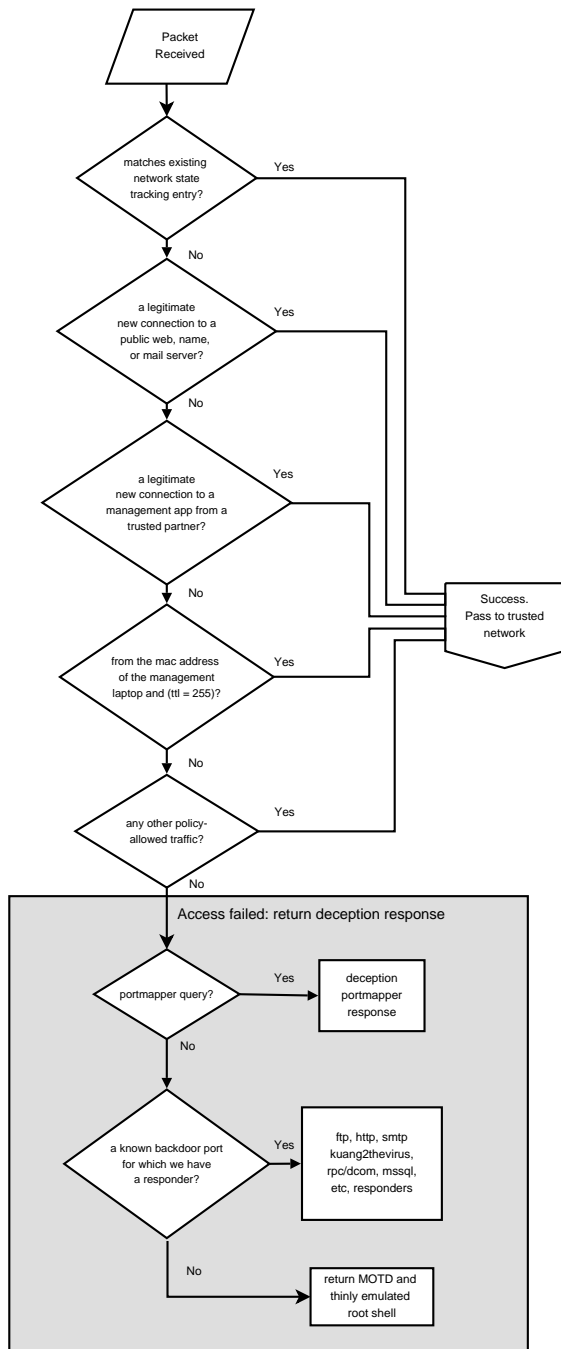 Packet
Received
matches existing
network state
tracking entry?
Yes
No
a legitimate
new connection to a
public web, name,
or mail server?
Yes
No
a legitimate
new connection to a
management app from a
trusted partner?
Yes
No
Success.
Pass to trusted
network
from the mac address
of the management
laptop and (ttl = 255)?
Yes
No
any other policy-
allowed traffic?
Yes
No
Access failed: return deception response
portmapper query?
Yes
deception
portmapper
response
No
a known backdoor port
for which we have
a responder?
Yes
ftp, http, smtp
kuang2thevirus,
rpc/dcom, mssql,
etc, responders
No
return MOTD and
thinly emulated
root shell